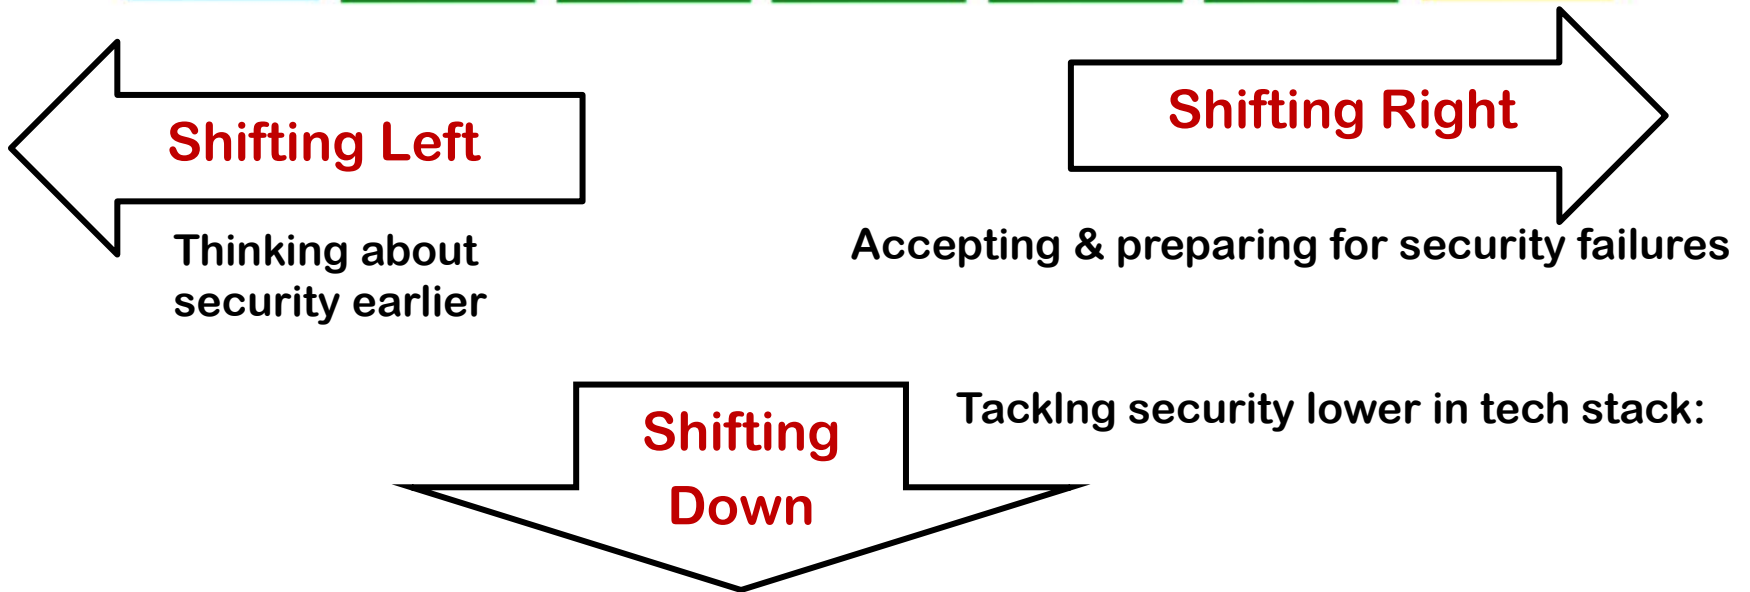 Shifting Left
Shifting Right
Thinking about
security earlier
Accepting & preparing for security failures
Shifting
Down
TackIng security lower in tech stack: